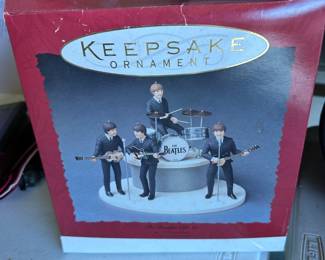 KEEPSAKE
ORNAMENT
THE
BEATLES